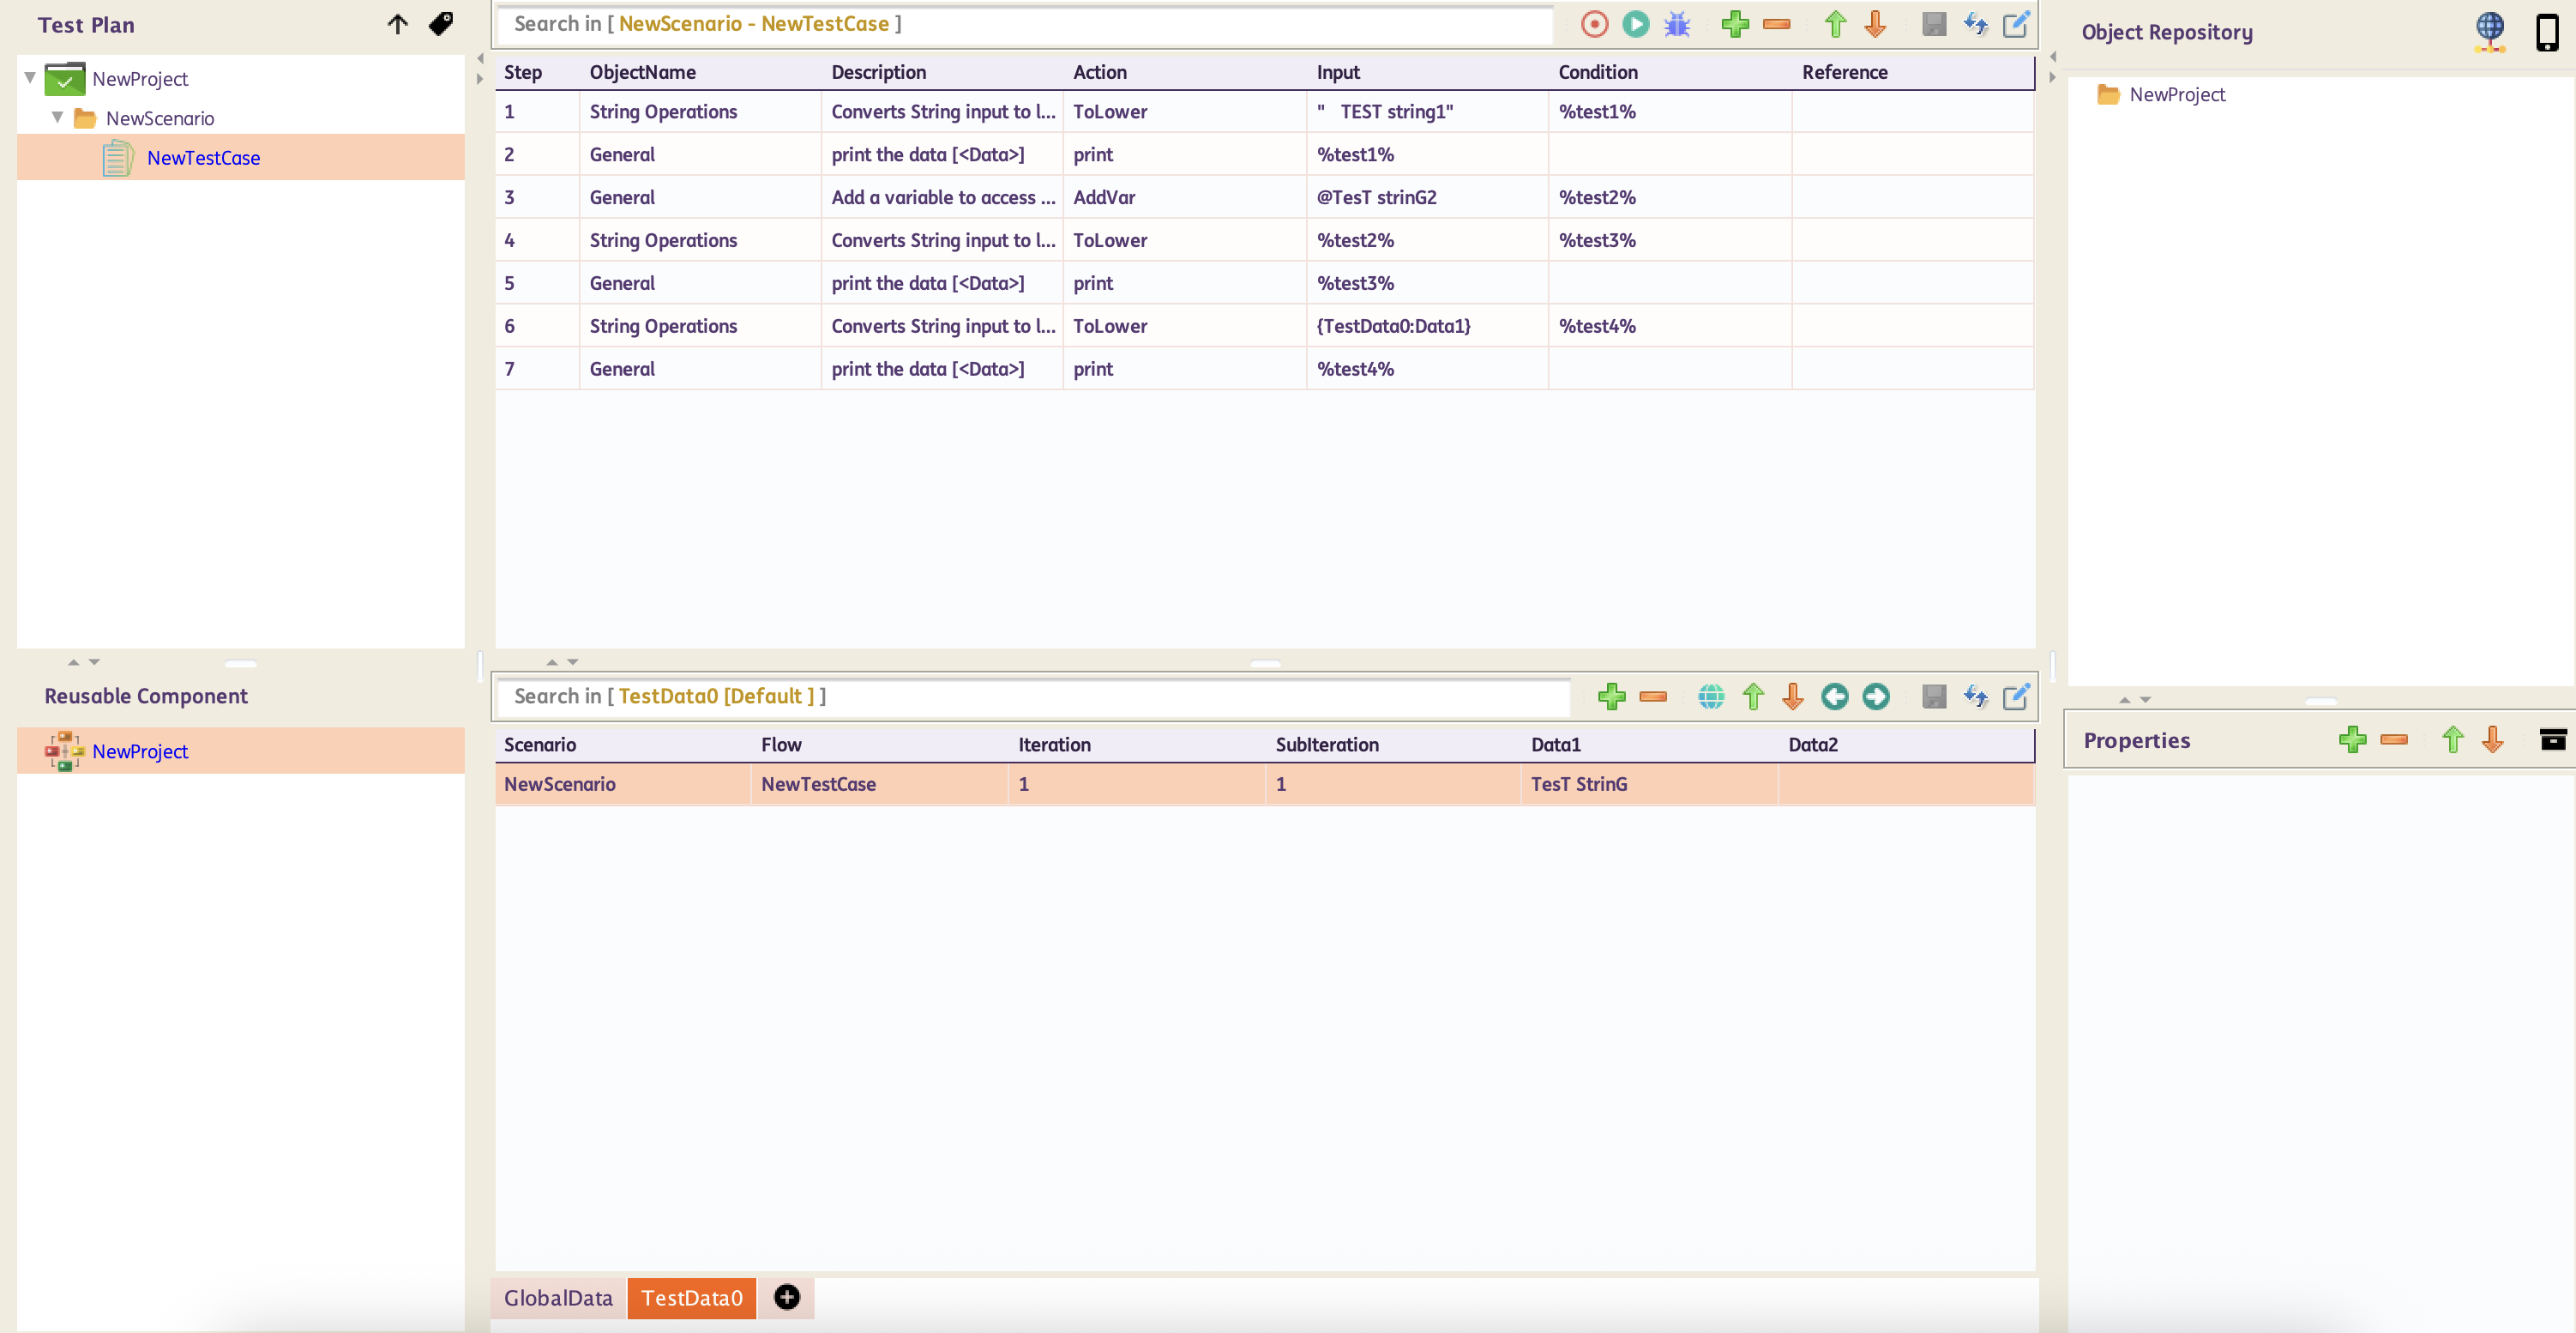 Test Plan
NewProject
NewScenario
NewTestCase
Search in [ NewScenario - NewTestCase ]
Step ObjectName Description Action Input Condition Reference
1 String Operations Converts String input to l... ToLower "   TEST string1" %test1%
2 General print the data [<Data>] print %test1%
3 General Add a variable to access ... AddVar @TesT strinG2 %test2%
4 String Operations Converts String input to l... ToLower %test2% %test3%
5 General print the data [<Data>] print %test3%
6 String Operations Converts String input to l... ToLower {TestData0:Data1} %test4%
7 General print the data [<Data>] print %test4%
Object Repository
NewProject
Reusable Component
NewProject
Search in [ TestData0 [Default ] ]
Scenario Flow Iteration SubIteration Data1 Data2
NewScenario NewTestCase 1 1 TesT StrinG
GlobalData TestData0
Properties